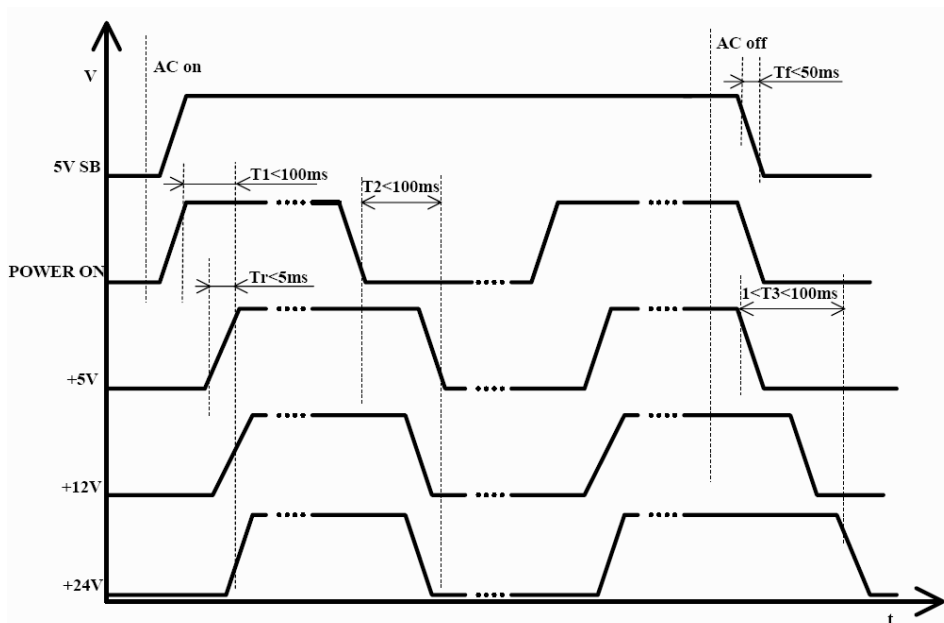 AC off
V
AC on
Tf<50ms
5V SB
T1<100ms
T2<100ms
POWER ON
Tr<5ms
1<T3<100ms
+5V
+12V
+24V
t